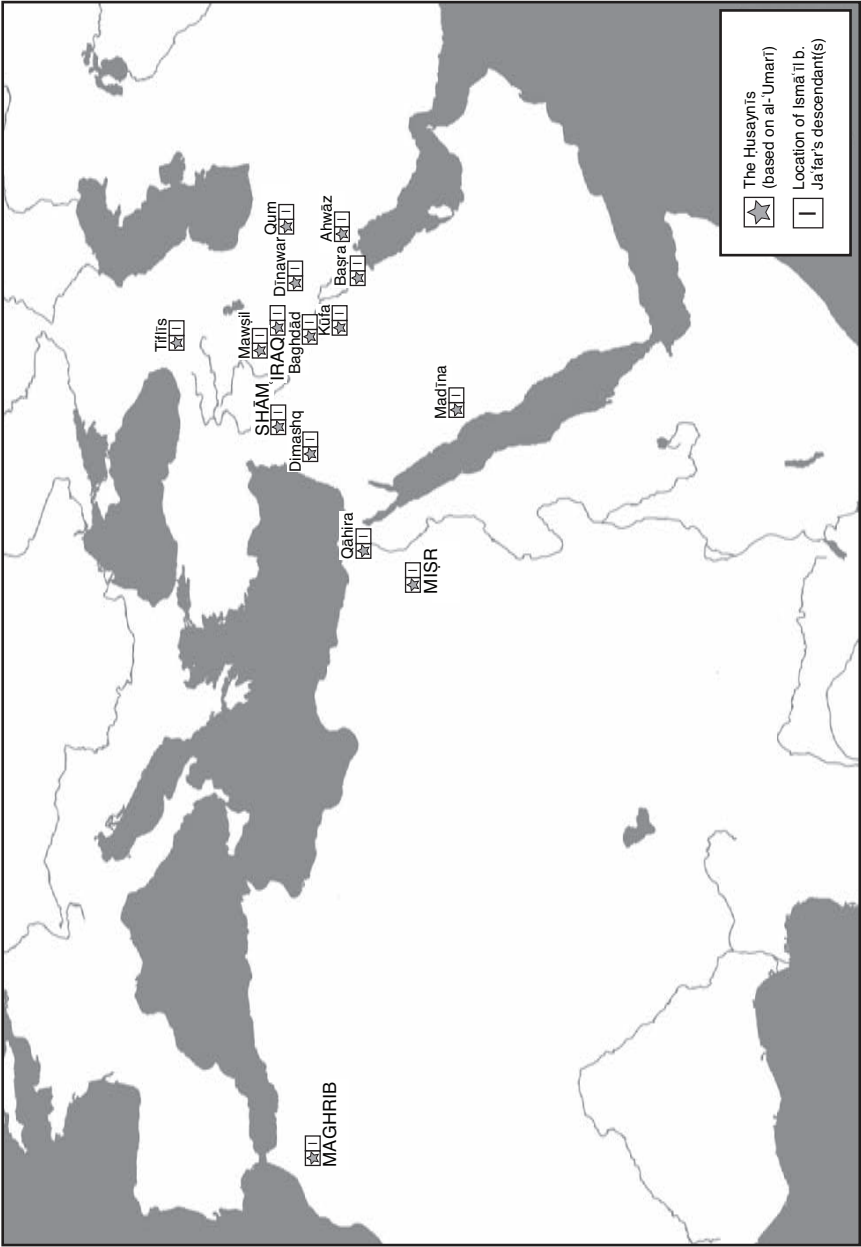 Tiflīs
Mawṣil
Dīnawar
Qum
SHĀM
ʿIRAQ
Baghdād
Kūfa
Baṣra
Ahwāz
Dimashq
Madīna
Qāhira
MIṢR
MAGHRIB
The Ḥusaynīs
(based on al-ʿUmarī)
I
Location of Ismāʿīl b.
Jaʿfar's descendant(s)